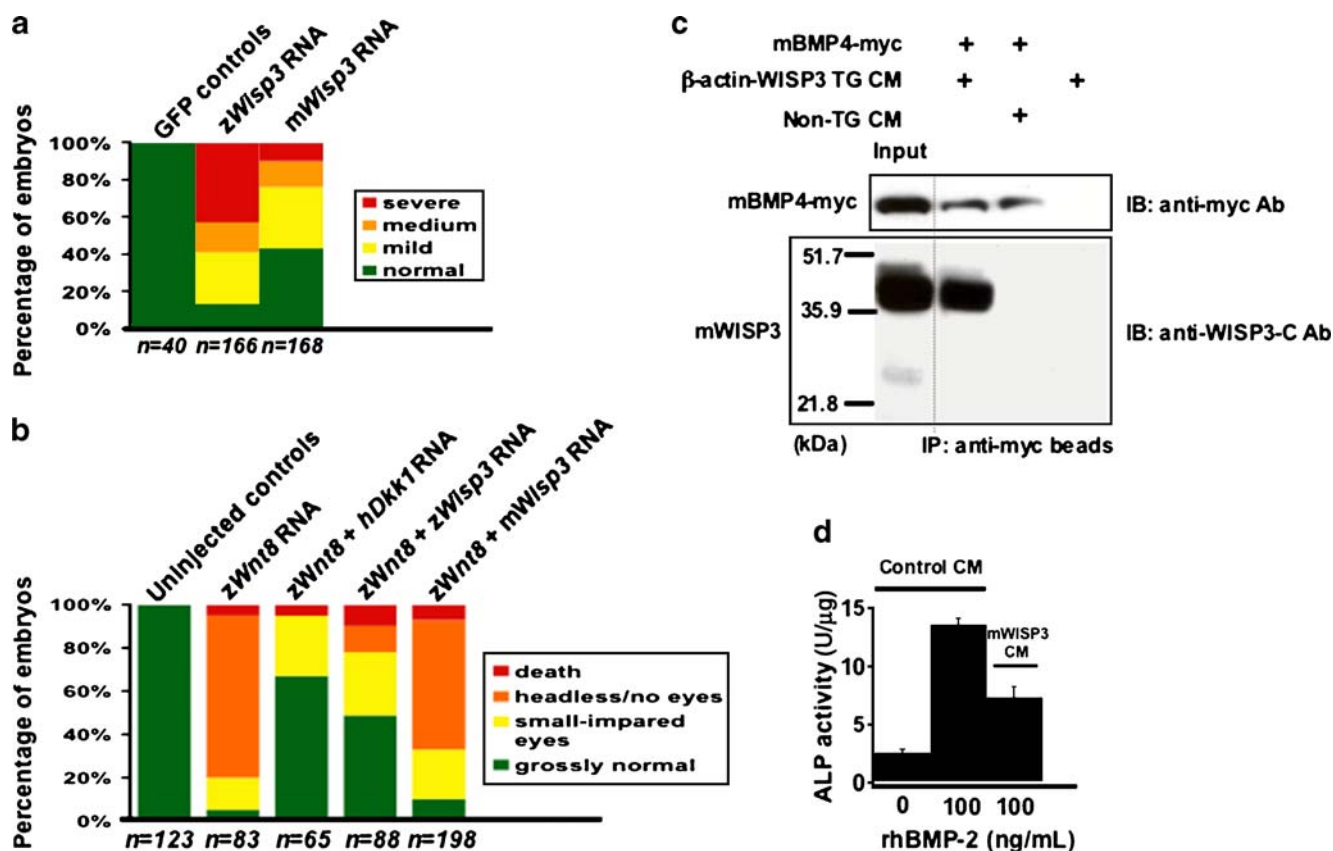 a
GFP controls
zWisp3 RNA
mWisp3 RNA
Percentage of embryos
100%
80%
60%
40%
20%
0%
severe
medium
mild
normal
n=40 n=166 n=168
b
Uninjected controls
zWnt8 RNA
zWnt8 + hDkk1 RNA
zWnt8 + zWisp3 RNA
zWnt8 + mWisp3 RNA
Percentage of embryos
100%
80%
60%
40%
20%
0%
death
headless/no eyes
small-impared
eyes
grossly normal
n=123 n=83 n=65 n=88 n=198
c
mBMP4-myc + +
β-actin-WISP3 TG CM + +
Non-TG CM +
Input
mBMP4-myc IB: anti-myc Ab
51.7
35.9
mWISP3 IB: anti-WISP3-C Ab
21.8
(kDa) IP: anti-myc beads
d
Control CM
mWISP3
CM
ALP activity (U/µg)
15
10
5
0
0 100 100
rhBMP-2 (ng/mL)